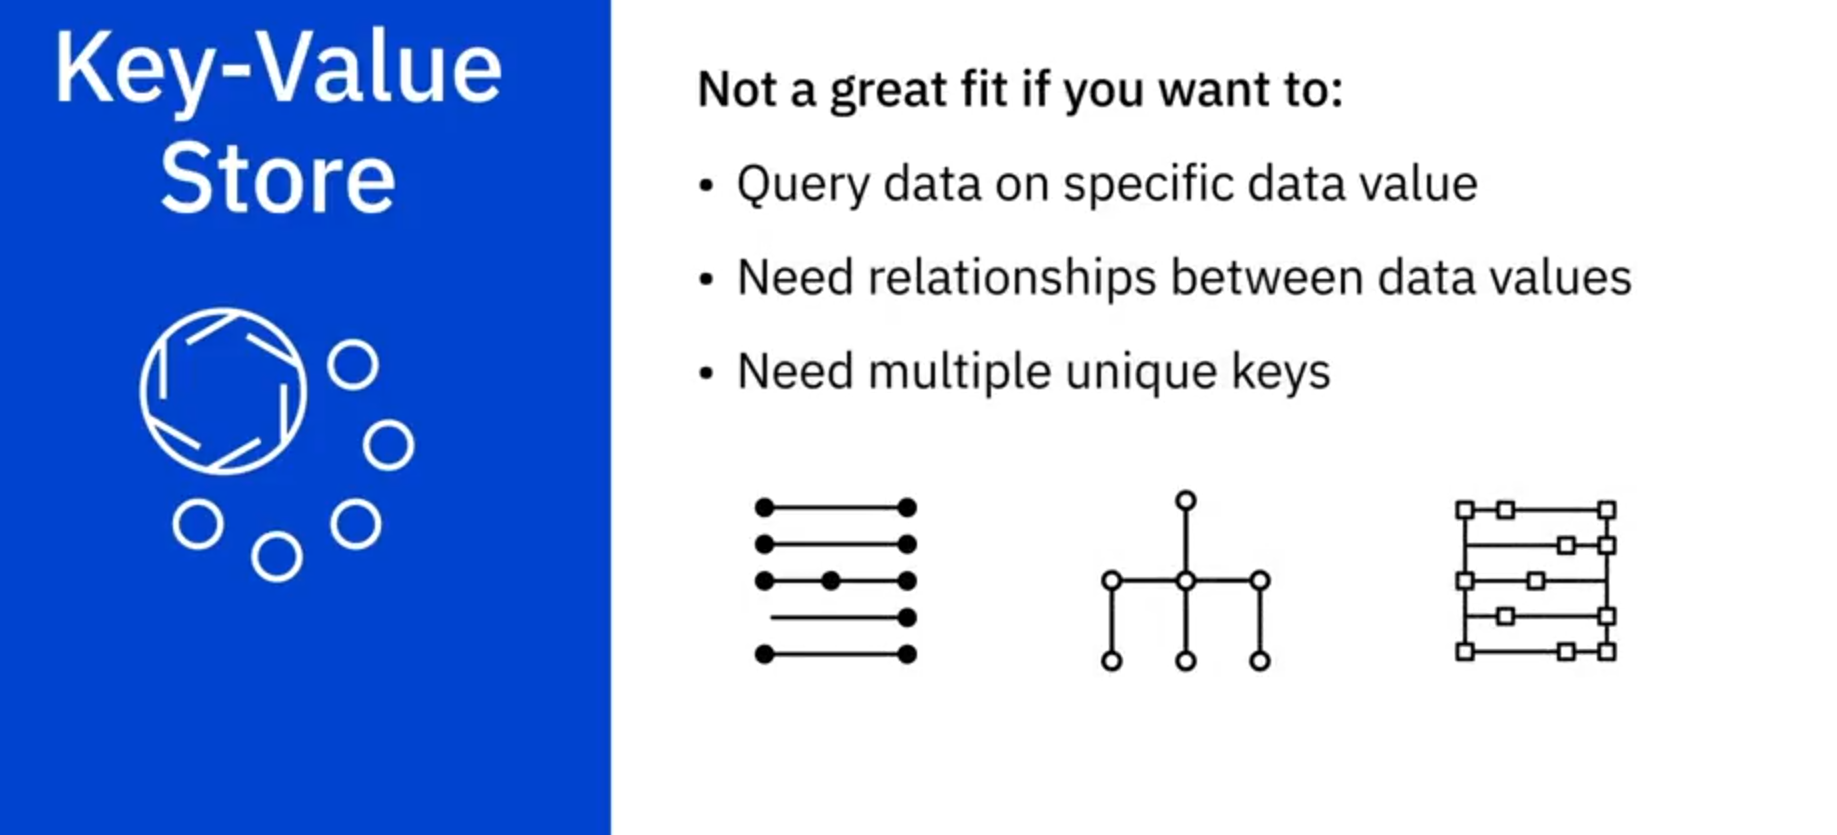 Key-Value
Store
Not a great fit if you want to:
• Query data on specific data value
• Need relationships between data values
• Need multiple unique keys